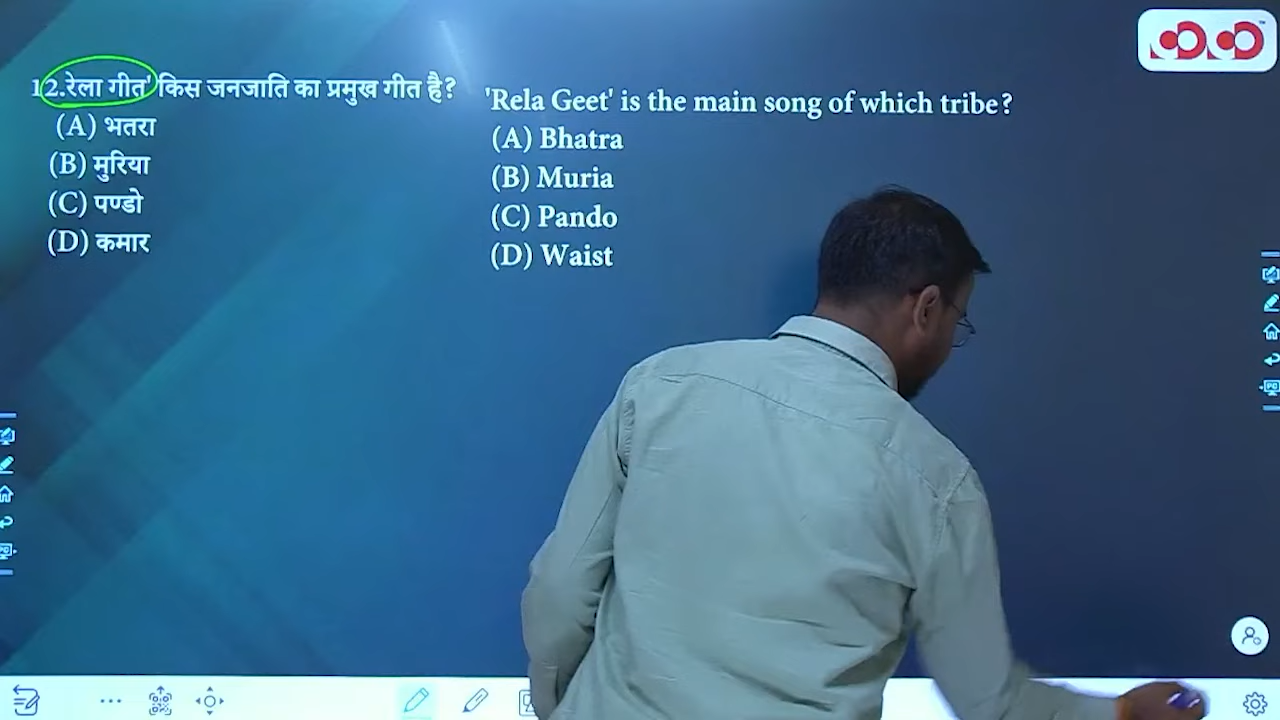 12.रेला गीत' किस जनजाति का प्रमुख गीत है?
(A) भतरा
(B) मुरिया
(C) पण्डो
(D) कमार
'Rela Geet' is the main song of which tribe?
(A) Bhatra
(B) Muria
(C) Pando
(D) Waist